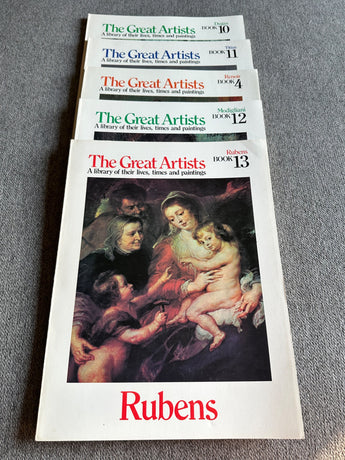 Dürer
The Great Artists BOOK 10
A library of their lives, times and paintings
Titian
The Great Artists BOOK 11
A library of their lives, times and paintings
Renoir
The Great Artists BOOK 4
A library of their lives, times and paintings
Modigliani
The Great Artists BOOK 12
A library of their lives, times and paintings
Rubens
The Great Artists BOOK 13
A library of their lives, times and paintings
Rubens